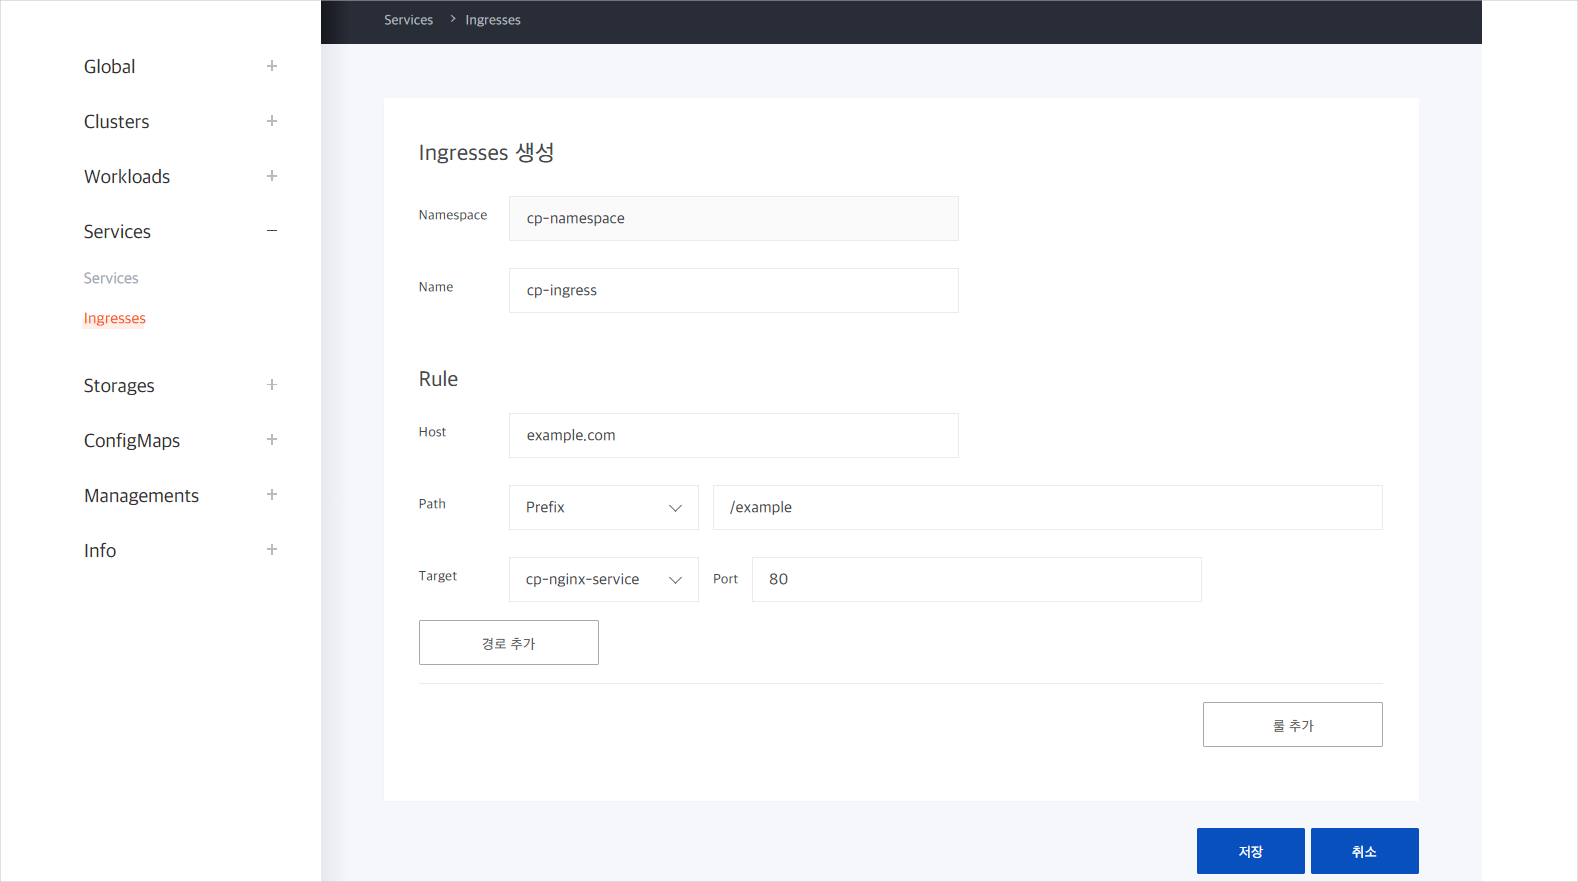 Services > Ingresses
Global
Clusters
Workloads
Services
Services
Ingresses
Storages
ConfigMaps
Managements
Info
Ingresses 생성
Namespace cp-namespace
Name cp-ingress
Rule
Host example.com
Path Prefix /example
Target cp-nginx-service Port 80
경로 추가
룰 추가
저장 취소